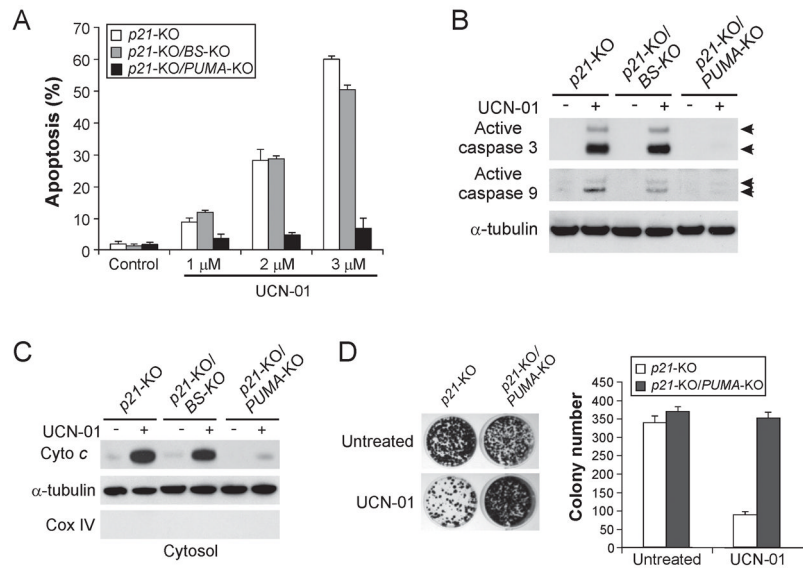 A
p21-KO
p21-KO/BS-KO
p21-KO/PUMA-KO
Apoptosis (%)
70
60
50
40
30
20
10
0
Control
1 μM
2 μM
3 μM
UCN-01
B
p21-KO
p21-KO/
BS-KO
p21-KO/
PUMA-KO
UCN-01 - + - + - +
Active
caspase 3
Active
caspase 9
α-tubulin
C
p21-KO
p21-KO/
BS-KO
p21-KO/
PUMA-KO
UCN-01 - + - + - +
Cyto c
α-tubulin
Cox IV
Cytosol
D
p21-KO
p21-KO/
PUMA-KO
Untreated
UCN-01
p21-KO
p21-KO/PUMA-KO
Colony number
450
400
350
300
250
200
150
100
50
0
Untreated
UCN-01